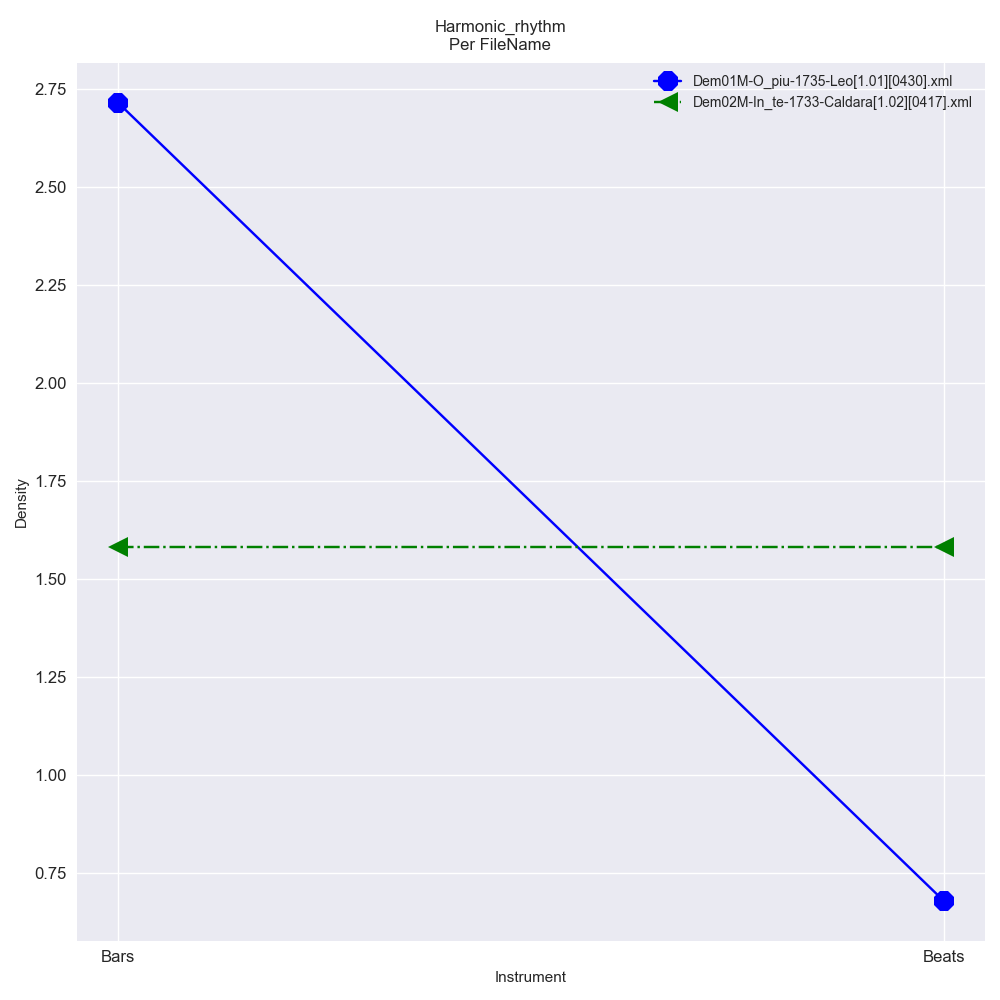 Harmonic_rhythm
Per FileName
Dem01M-O_piu-1735-Leo[1.01][0430].xml
Dem02M-In_te-1733-Caldara[1.02][0417].xml
2.75
2.50
2.25
2.00
1.75
1.50
1.25
1.00
0.75
Density
Bars
Beats
Instrument